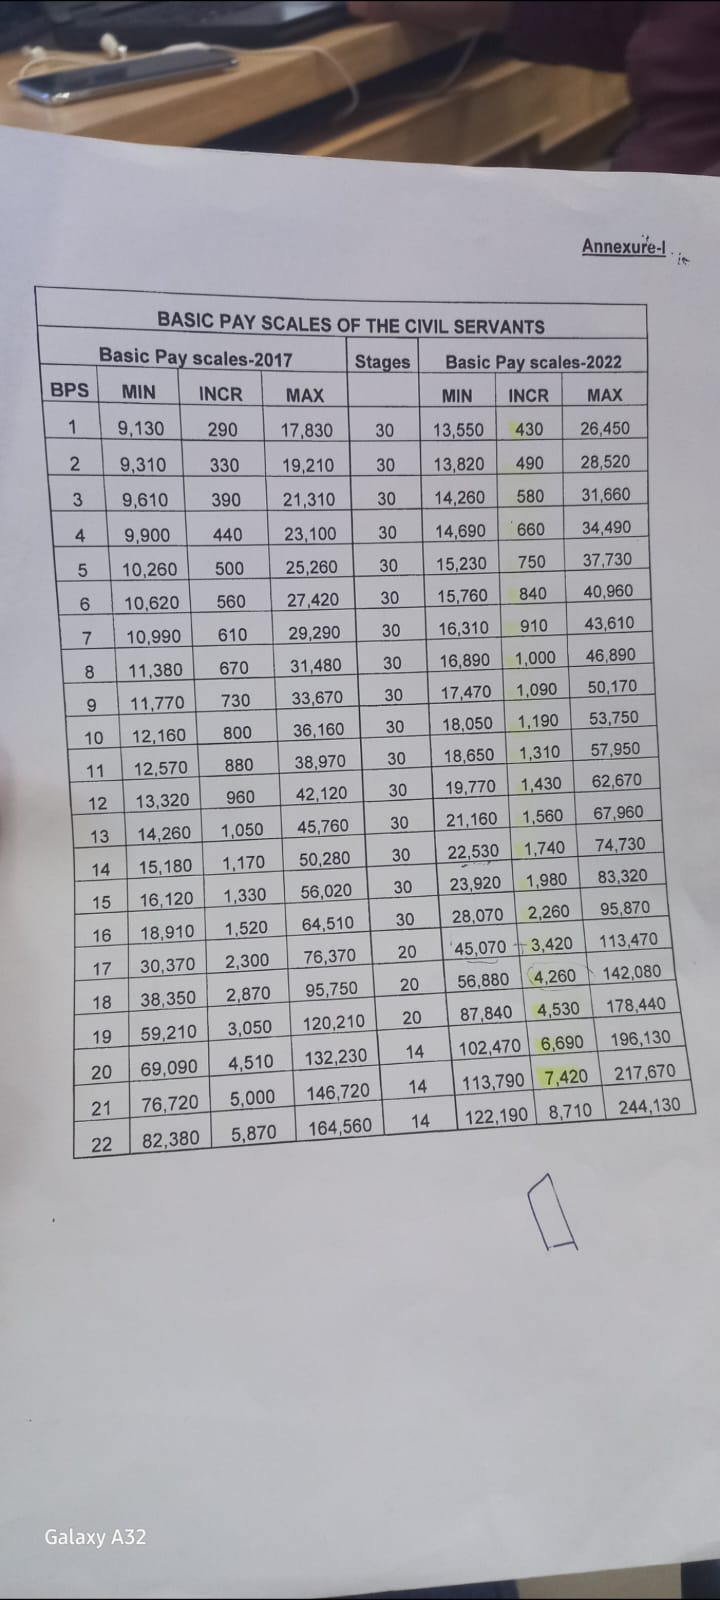 Annexure-I
BASIC PAY SCALES OF THE CIVIL SERVANTS
Basic Pay scales-2017 Stages Basic Pay scales-2022
BPS MIN INCR MAX MIN INCR MAX
1 9,130 290 17,830 30 13,550 430 26,450
2 9,310 330 19,210 30 13,820 490 28,520
3 9,610 390 21,310 30 14,260 580 31,660
4 9,900 440 23,100 30 14,690 660 34,490
5 10,260 500 25,260 30 15,230 750 37,730
6 10,620 560 27,420 30 15,760 840 40,960
7 10,990 610 29,290 30 16,310 910 43,610
8 11,380 670 31,480 30 16,890 1,000 46,890
9 11,770 730 33,670 30 17,470 1,090 50,170
10 12,160 800 36,160 30 18,050 1,190 53,750
11 12,570 880 38,970 30 18,650 1,310 57,950
12 13,320 960 42,120 30 19,770 1,430 62,670
13 14,260 1,050 45,760 30 21,160 1,560 67,960
14 15,180 1,170 50,280 30 22,530 1,740 74,730
15 16,120 1,330 56,020 30 23,920 1,980 83,320
16 18,910 1,520 64,510 30 28,070 2,260 95,870
17 30,370 2,300 76,370 20 45,070 3,420 113,470
18 38,350 2,870 95,750 20 56,880 4,260 142,080
19 59,210 3,050 120,210 20 87,840 4,530 178,440
20 69,090 4,510 132,230 14 102,470 6,690 196,130
21 76,720 5,000 146,720 14 113,790 7,420 217,670
22 82,380 5,870 164,560 14 122,190 8,710 244,130
Galaxy A32